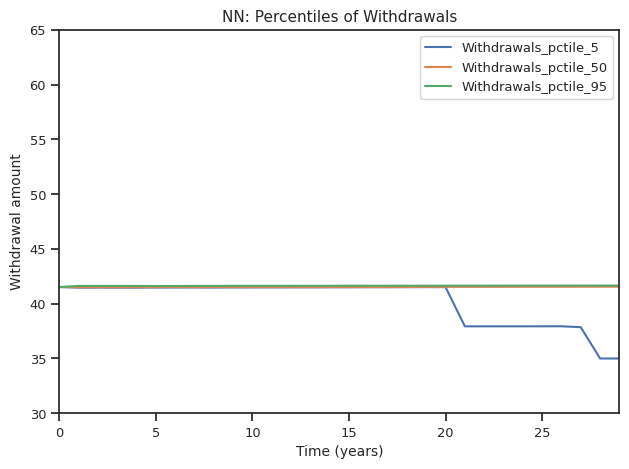 NN: Percentiles of Withdrawals
Withdrawal amount
65
60
55
50
45
40
35
30
Withdrawals_pctile_5
Withdrawals_pctile_50
Withdrawals_pctile_95
0 5 10 15 20 25
Time (years)